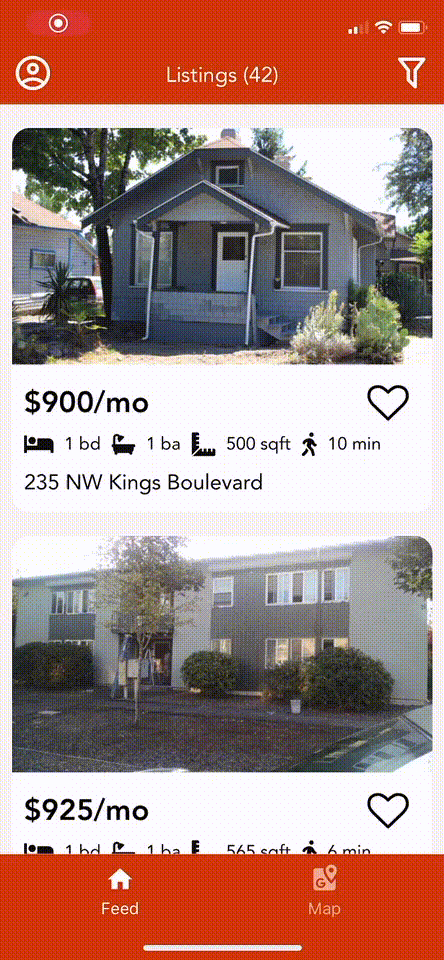 Listings (42)
$900/mo
1 bd 1 ba 500 sqft 10 min
235 NW Kings Boulevard
$925/mo
1 bd 1 ba 565 sqft 6 min
Feed
G
Map